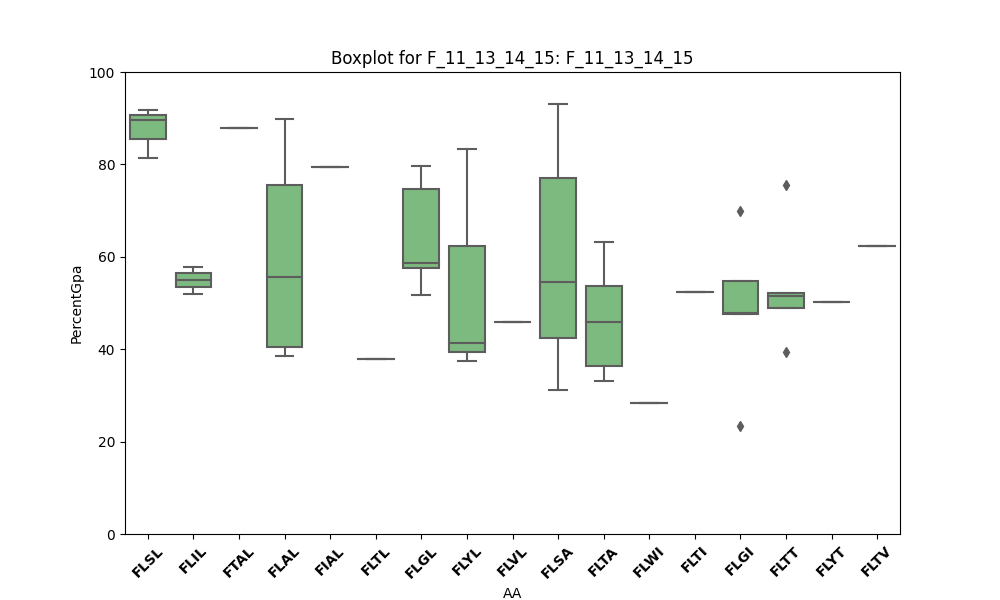 Boxplot for F_11_13_14_15: F_11_13_14_15
100
80
60
40
20
0
PercentGpa
FLSL FLIL FTAL FLAL FIAL FLTL FLGL FLYL FLVL FLSA FLTA FLWI FLTI FLGI FLTT FLYT FLTV
AA